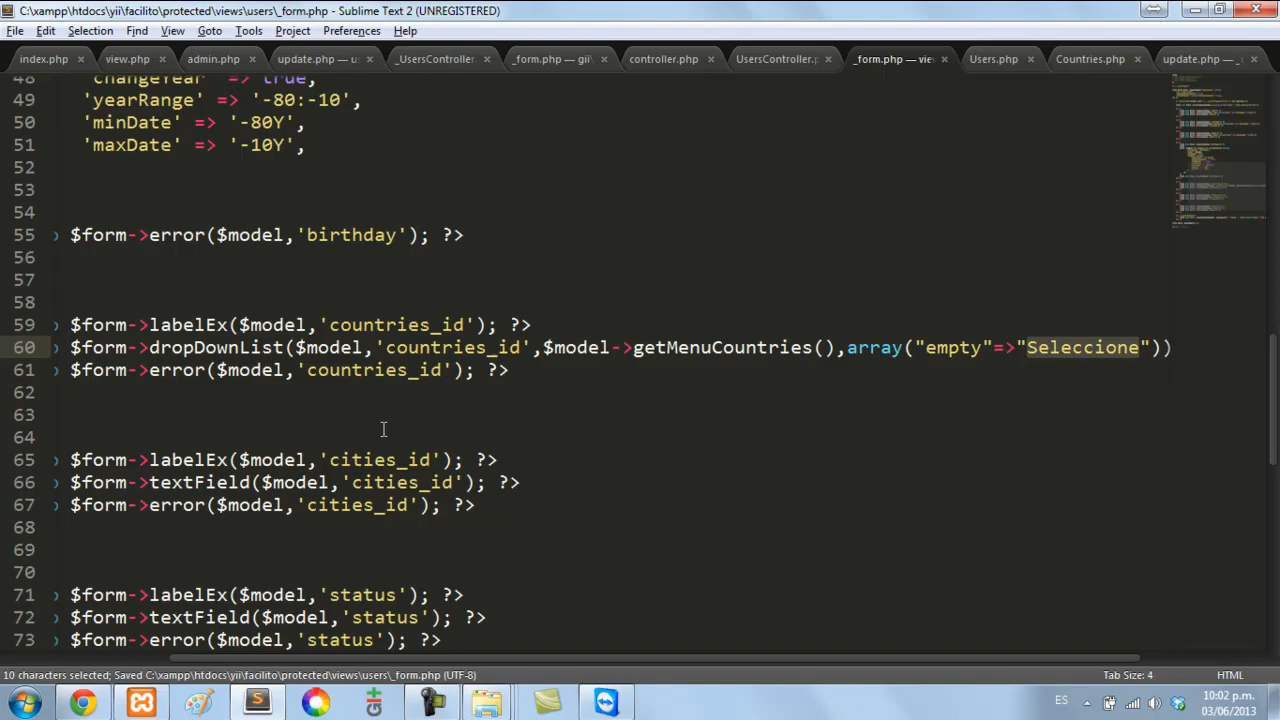 C:\xampp\htdocs\yii\facilito\protected\views\users\_form.php - Sublime Text 2 (UNREGISTERED)
File Edit Selection Find View Goto Tools Project Preferences Help
index.php × view.php × admin.php × update.php — u × _UsersController × _form.php — gii × controller.php × UsersController.p × _form.php — vie × Users.php × Countries.php × update.php — _ ×
48 'changeYear' => true,
49 'yearRange' => '-80:-10',
50 'minDate' => '-80Y',
51 'maxDate' => '-10Y',
52
53
54
55 $form->error($model,'birthday'); ?>
56
57
58
59 $form->labelEx($model,'countries_id'); ?>
60 $form->dropDownList($model,'countries_id',$model->getMenuCountries(),array("empty"=>"Seleccione"))
61 $form->error($model,'countries_id'); ?>
62
63
64
65 $form->labelEx($model,'cities_id'); ?>
66 $form->textField($model,'cities_id'); ?>
67 $form->error($model,'cities_id'); ?>
68
69
70
71 $form->labelEx($model,'status'); ?>
72 $form->textField($model,'status'); ?>
73 $form->error($model,'status'); ?>
10 characters selected; Saved C:\xampp\htdocs\yii\facilito\protected\views\users\_form.php (UTF-8) Tab Size: 4 HTML
ES 10:02 p.m.
03/06/2013